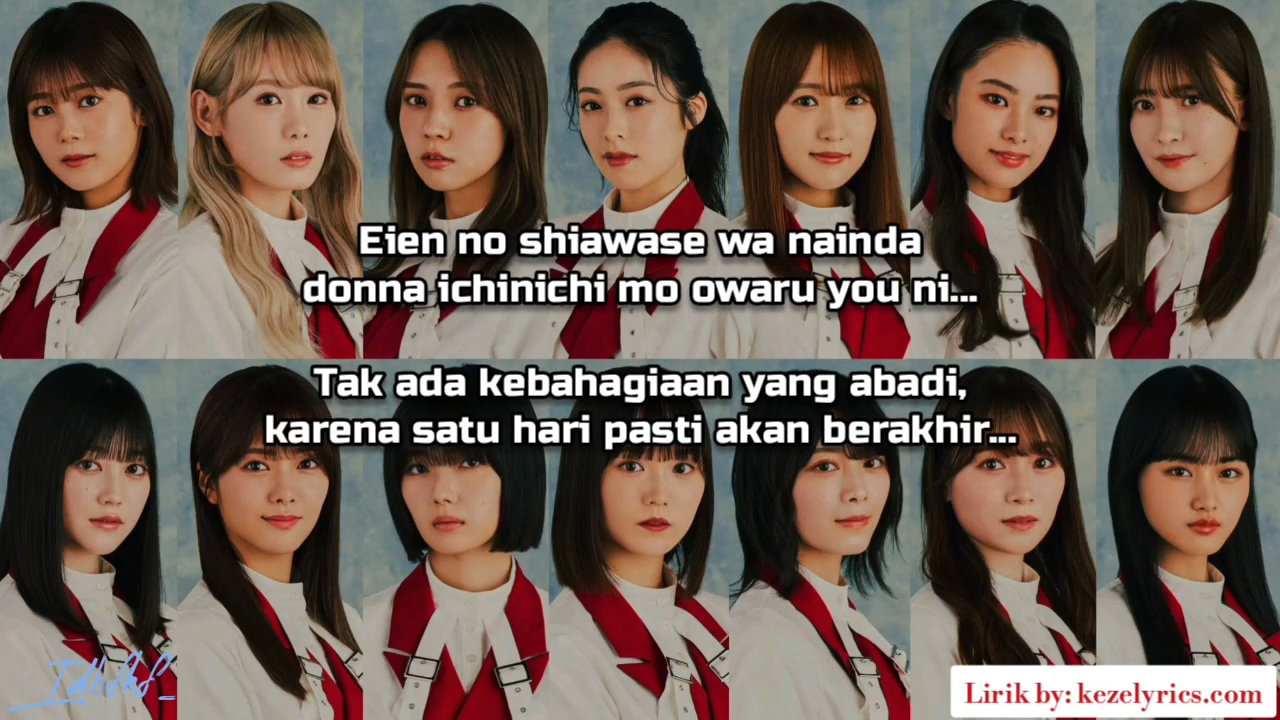 Eien no shiawase wa nainda
donna ichinichi mo owaru you ni...
Tak ada kebahagiaan yang abadi,
karena satu hari pasti akan berakhir...
Lirik by: kezelyrics.com